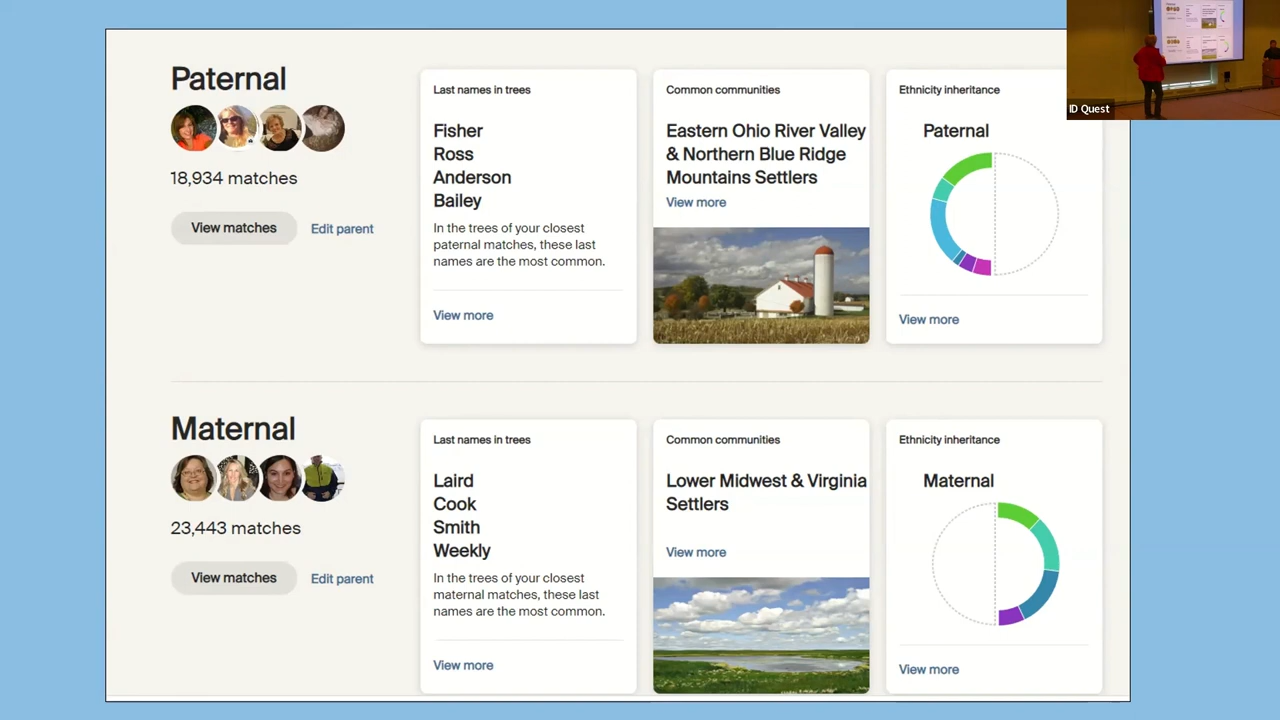 Paternal
18,934 matches
View matches
Edit parent
Last names in trees
Fisher
Ross
Anderson
Bailey
In the trees of your closest
paternal matches, these last
names are the most common.
View more
Common communities
Eastern Ohio River Valley
& Northern Blue Ridge
Mountains Settlers
View more
Ethnicity inheritance
Paternal
View more
ID Quest
Maternal
23,443 matches
View matches
Edit parent
Last names in trees
Laird
Cook
Smith
Weekly
In the trees of your closest
maternal matches, these last
names are the most common.
View more
Common communities
Lower Midwest & Virginia
Settlers
View more
Ethnicity inheritance
Maternal
View more